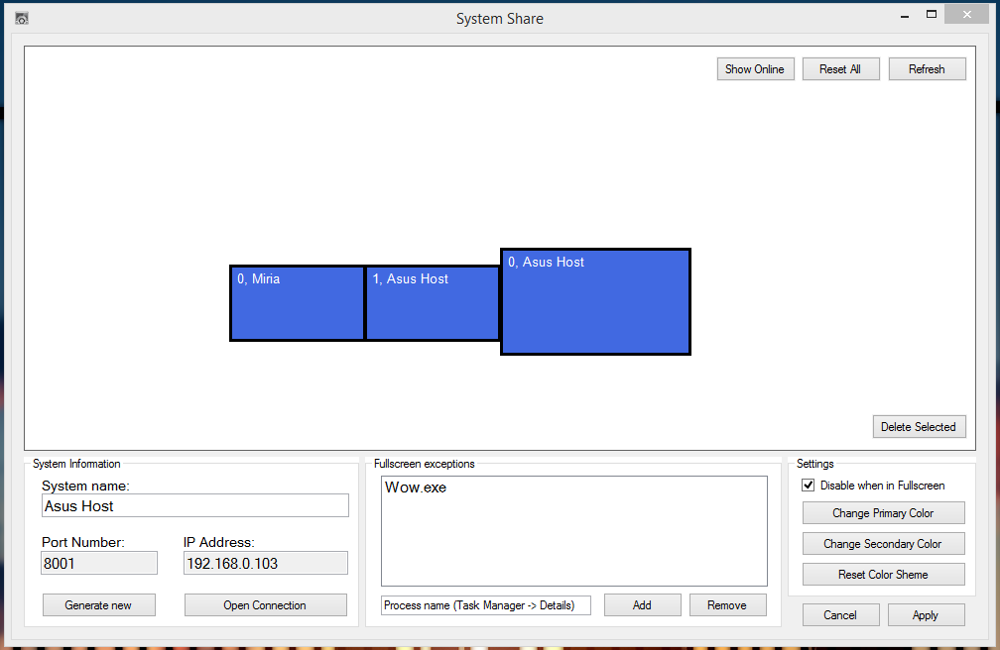 System Share
Show Online
Reset All
Refresh
0, Miria
1, Asus Host
0, Asus Host
Delete Selected
System Information
System name:
Asus Host
Port Number:
IP Address:
8001
192.168.0.103
Generate new
Open Connection
Fullscreen exceptions
Wow.exe
Process name (Task Manager -> Details)
Add
Remove
Settings
Disable when in Fullscreen
Change Primary Color
Change Secondary Color
Reset Color Sheme
Cancel
Apply